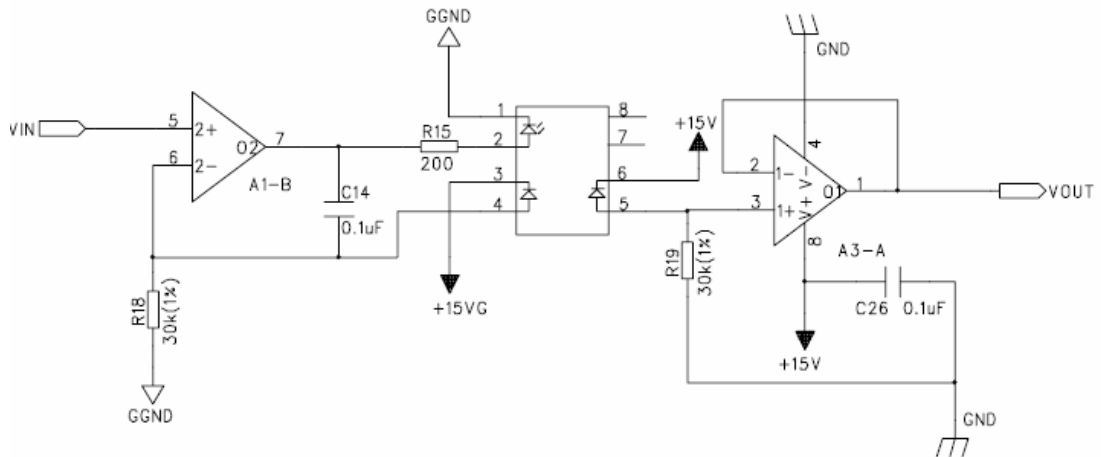 GGND
GND
VIN
5
2+
O2
7
6
2-
A1-B
R15
200
C14
0.1uF
1
2
3
4
8
7
6
5
+15V
+15VG
R18
30k(1%)
GGND
R19
30k(1%)
2
1-
3
1+
4
V-
V+
O1
1
8
VOUT
A3-A
C26
0.1uF
+15V
GND